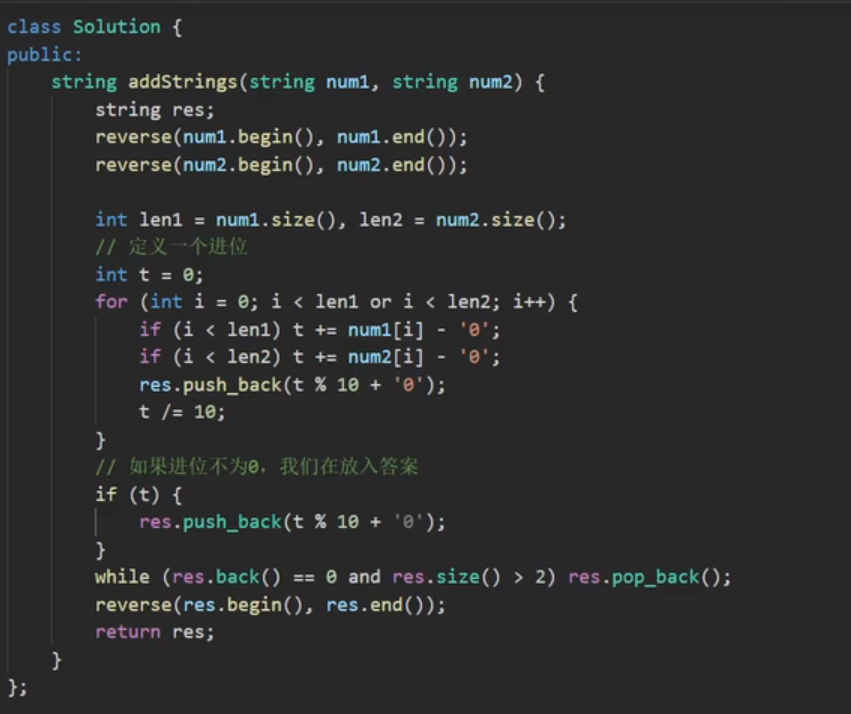 class Solution {
public:
    string addStrings(string num1, string num2) {
        string res;
        reverse(num1.begin(), num1.end());
        reverse(num2.begin(), num2.end());

        int len1 = num1.size(), len2 = num2.size();
        // 定义一个进位
        int t = 0;
        for (int i = 0; i < len1 or i < len2; i++) {
            if (i < len1) t += num1[i] - '0';
            if (i < len2) t += num2[i] - '0';
            res.push_back(t % 10 + '0');
            t /= 10;
        }
        // 如果进位不为0，我们在放入答案
        if (t) {
            res.push_back(t % 10 + '0');
        }
        while (res.back() == 0 and res.size() > 2) res.pop_back();
        reverse(res.begin(), res.end());
        return res;
    }
};